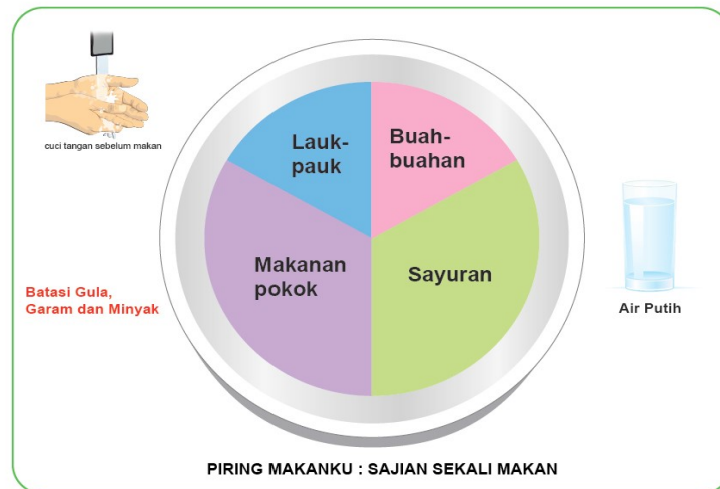 cuci tangan sebelum makan
Lauk-
pauk
Buah-
buahan
Makanan
pokok
Sayuran
Batasi Gula,
Garam dan Minyak
Air Putih
PIRING MAKANKU : SAJIAN SEKALI MAKAN